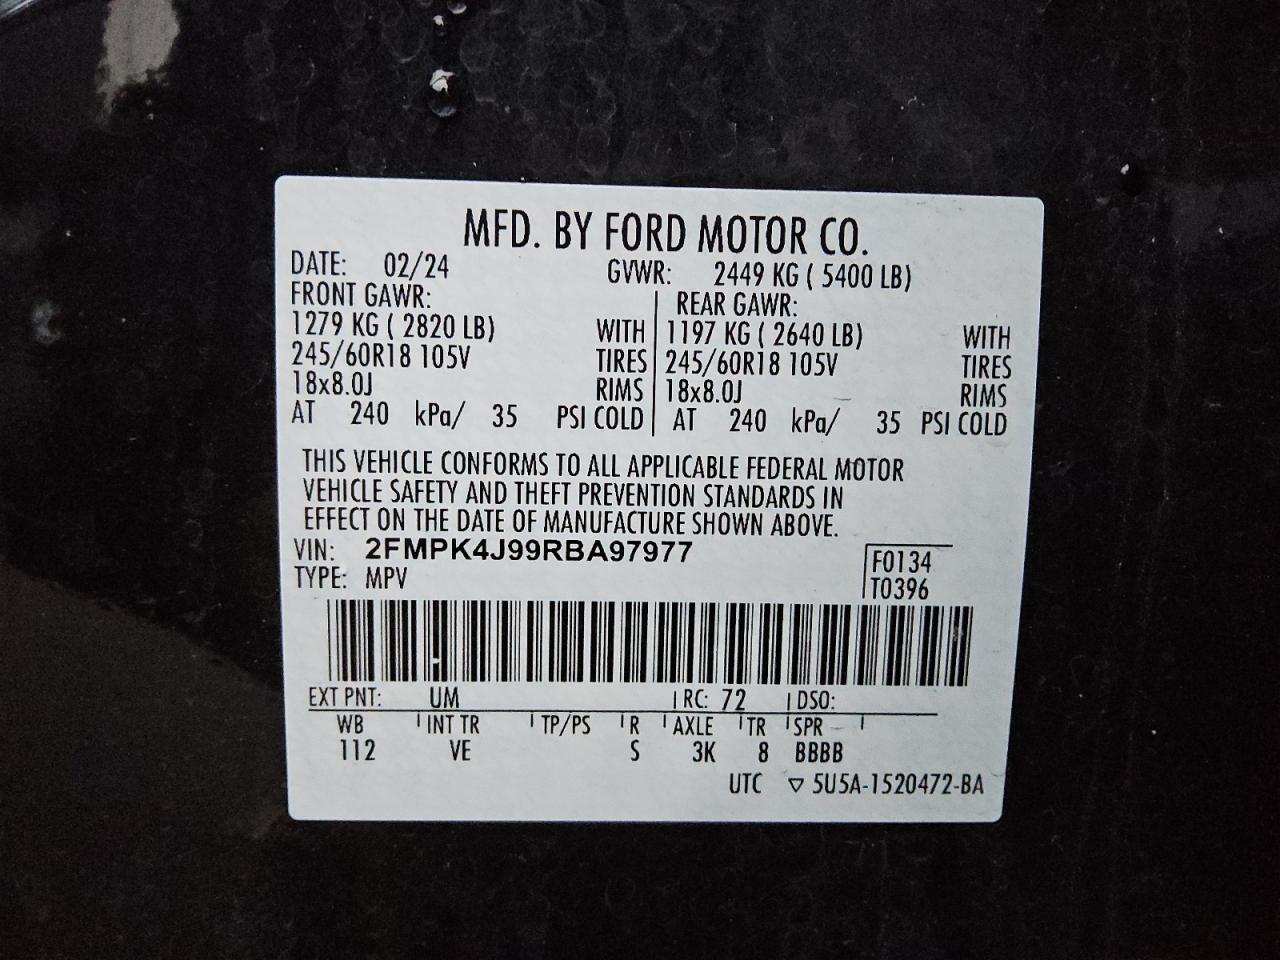 MFD. BY FORD MOTOR CO.
DATE: 02/24 GVWR: 2449 KG ( 5400 LB)
FRONT GAWR: REAR GAWR:
1279 KG ( 2820 LB) WITH 1197 KG ( 2640 LB) WITH
245/60R18 105V TIRES 245/60R18 105V TIRES
18x8.0J RIMS 18x8.0J RIMS
AT 240 kPa/ 35 PSI COLD AT 240 kPa/ 35 PSI COLD
THIS VEHICLE CONFORMS TO ALL APPLICABLE FEDERAL MOTOR
VEHICLE SAFETY AND THEFT PREVENTION STANDARDS IN
EFFECT ON THE DATE OF MANUFACTURE SHOWN ABOVE.
VIN: 2FMPK4J99RBA97977 F0134
TYPE: MPV T0396
EXT PNT: UM RC: 72 DSO:
WB INT TR TP/PS R AXLE TR SPR
112 VE S 3K 8 BBBB
UTC ▽ 5U5A-1520472-BA